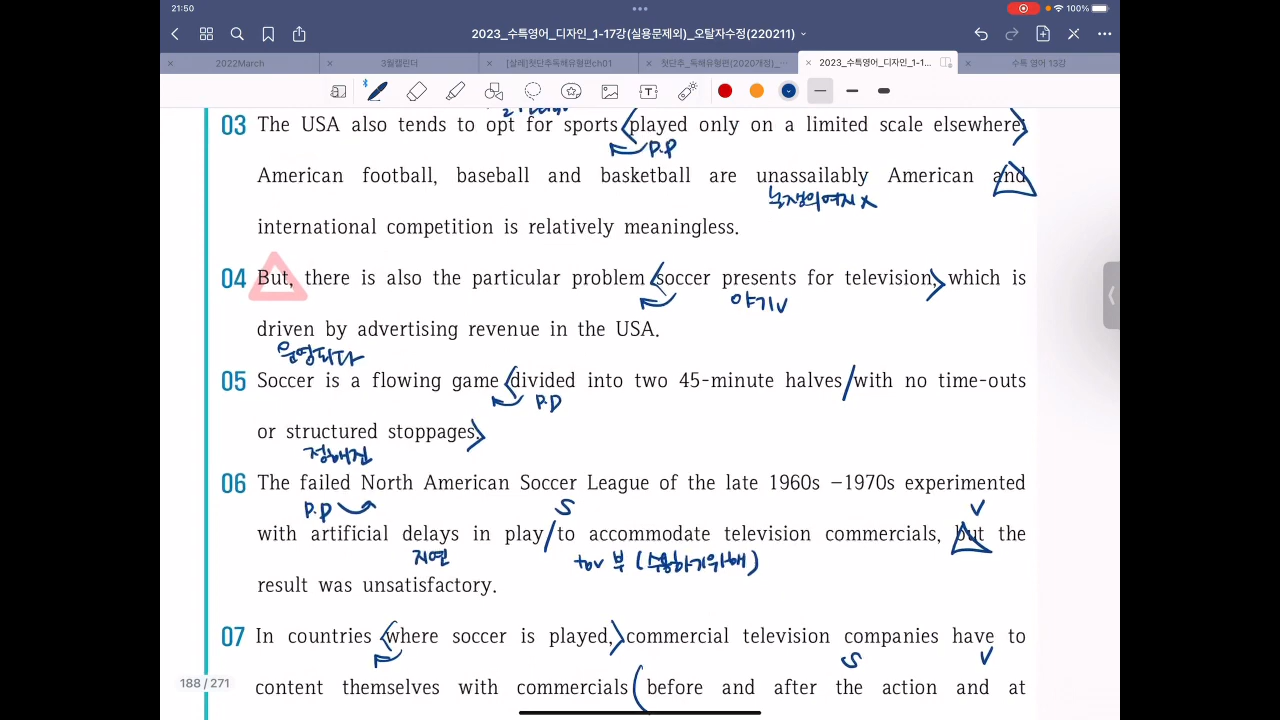 21:50
100%
2023_수특영어_디자인_1-17강(실용문제외)_오탈자수정(220211)
2022March
3월캘린더
[실례]첫단추독해유형편ch01
첫단추_독해유형편(2020개정)_...
2023_수특영어_디자인_1-1...
수특 영어 13강
03 The USA also tends to opt for sports played only on a limited scale elsewhere:
P.P
American football, baseball and basketball are unassailably American and
논쟁의여지x
international competition is relatively meaningless.
04 But, there is also the particular problem soccer presents for television, which is
야기v
driven by advertising revenue in the USA.
운영되다
05 Soccer is a flowing game divided into two 45-minute halves/with no time-outs
P.P
or structured stoppages.
정해진
06 The failed North American Soccer League of the late 1960s –1970s experimented
P.P S V
with artificial delays in play/to accommodate television commercials, but the
지연 tov 부 (수용하기위해)
result was unsatisfactory.
07 In countries where soccer is played, commercial television companies have to
S V
188 / 271
content themselves with commercials (before and after the action and at